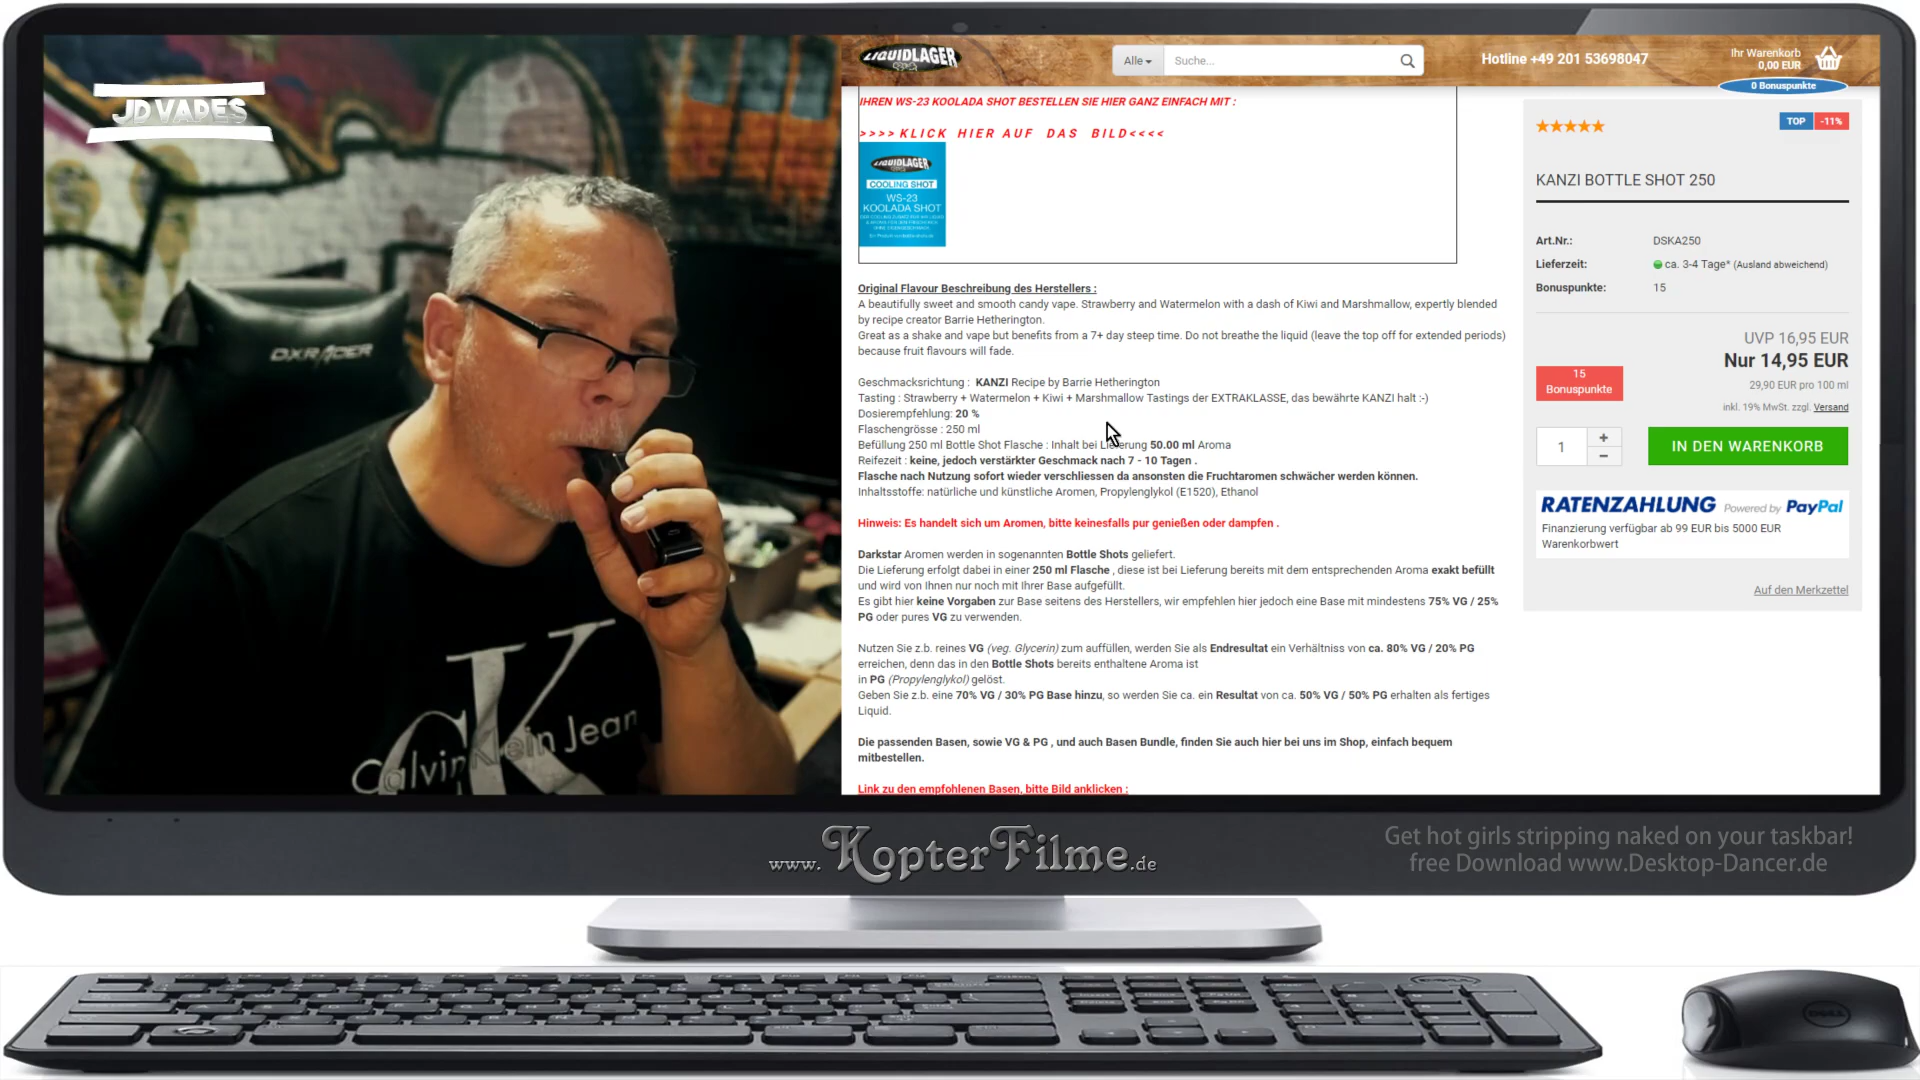 JD VAPES
DXRACER
Calvin Klein Jean
LIQUIDLAGER
Alle
Suche...
Hotline +49 201 53698047
Ihr Warenkorb
0,00 EUR
0 Bonuspunkte
IHREN WS-23 KOOLADA SHOT BESTELLEN SIE HIER GANZ EINFACH MIT :
>>>> KLICK HIER AUF DAS BILD<<<<
LIQUIDLAGER
COOLING SHOT
WS-23
KOOLADA SHOT
Original Flavour Beschreibung des Herstellers :
A beautifully sweet and smooth candy vape. Strawberry and Watermelon with a dash of Kiwi and Marshmallow, expertly blended
by recipe creator Barrie Hetherington.
Great as a shake and vape but benefits from a 7+ day steep time. Do not breathe the liquid (leave the top off for extended periods)
because fruit flavours will fade.
Geschmacksrichtung : KANZI Recipe by Barrie Hetherington
Tasting : Strawberry + Watermelon + Kiwi + Marshmallow Tastings der EXTRAKLASSE, das bewährte KANZI halt :-)
Dosierempfehlung: 20 %
Flaschengrösse : 250 ml
Befüllung 250 ml Bottle Shot Flasche : Inhalt bei Lieferung 50.00 ml Aroma
Reifezeit : keine, jedoch verstärkter Geschmack nach 7 - 10 Tagen .
Flasche nach Nutzung sofort wieder verschliessen da ansonsten die Fruchtaromen schwächer werden können.
Inhaltsstoffe: natürliche und künstliche Aromen, Propylenglykol (E1520), Ethanol
Hinweis: Es handelt sich um Aromen, bitte keinesfalls pur genießen oder dampfen .
Darkstar Aromen werden in sogenannten Bottle Shots geliefert.
Die Lieferung erfolgt dabei in einer 250 ml Flasche , diese ist bei Lieferung bereits mit dem entsprechenden Aroma exakt befüllt
und wird von Ihnen nur noch mit Ihrer Base aufgefüllt.
Es gibt hier keine Vorgaben zur Base seitens des Herstellers, wir empfehlen hier jedoch eine Base mit mindestens 75% VG / 25%
PG oder pures VG zu verwenden.
Nutzen Sie z.b. reines VG (veg. Glycerin) zum auffüllen, werden Sie als Endresultat ein Verhältniss von ca. 80% VG / 20% PG
erreichen, denn das in den Bottle Shots bereits enthaltene Aroma ist
in PG (Propylenglykol) gelöst.
Geben Sie z.b. eine 70% VG / 30% PG Base hinzu, so werden Sie ca. ein Resultat von ca. 50% VG / 50% PG erhalten als fertiges
Liquid.
Die passenden Basen, sowie VG & PG , und auch Basen Bundle, finden Sie auch hier bei uns im Shop, einfach bequem
mitbestellen.
Link zu den empfohlenen Basen, bitte Bild anklicken :
TOP -11%
KANZI BOTTLE SHOT 250
Art.Nr.: DSKA250
Lieferzeit: ca. 3-4 Tage* (Ausland abweichend)
Bonuspunkte: 15
UVP 16,95 EUR
Nur 14,95 EUR
15
Bonuspunkte
29,90 EUR pro 100 ml
inkl. 19% MwSt. zzgl. Versand
1
+
−
IN DEN WARENKORB
RATENZAHLUNG Powered by PayPal
Finanzierung verfügbar ab 99 EUR bis 5000 EUR
Warenkorbwert
Auf den Merkzettel
www.KopterFilme.de
Get hot girls stripping naked on your taskbar!
free Download www.Desktop-Dancer.de
DELL